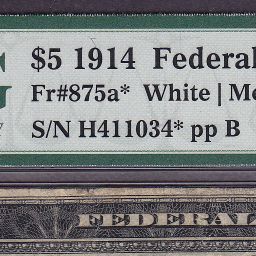 $5 1914 Federal
Fr#875a* White | Mc
S/N H411034* pp B
FEDERAL